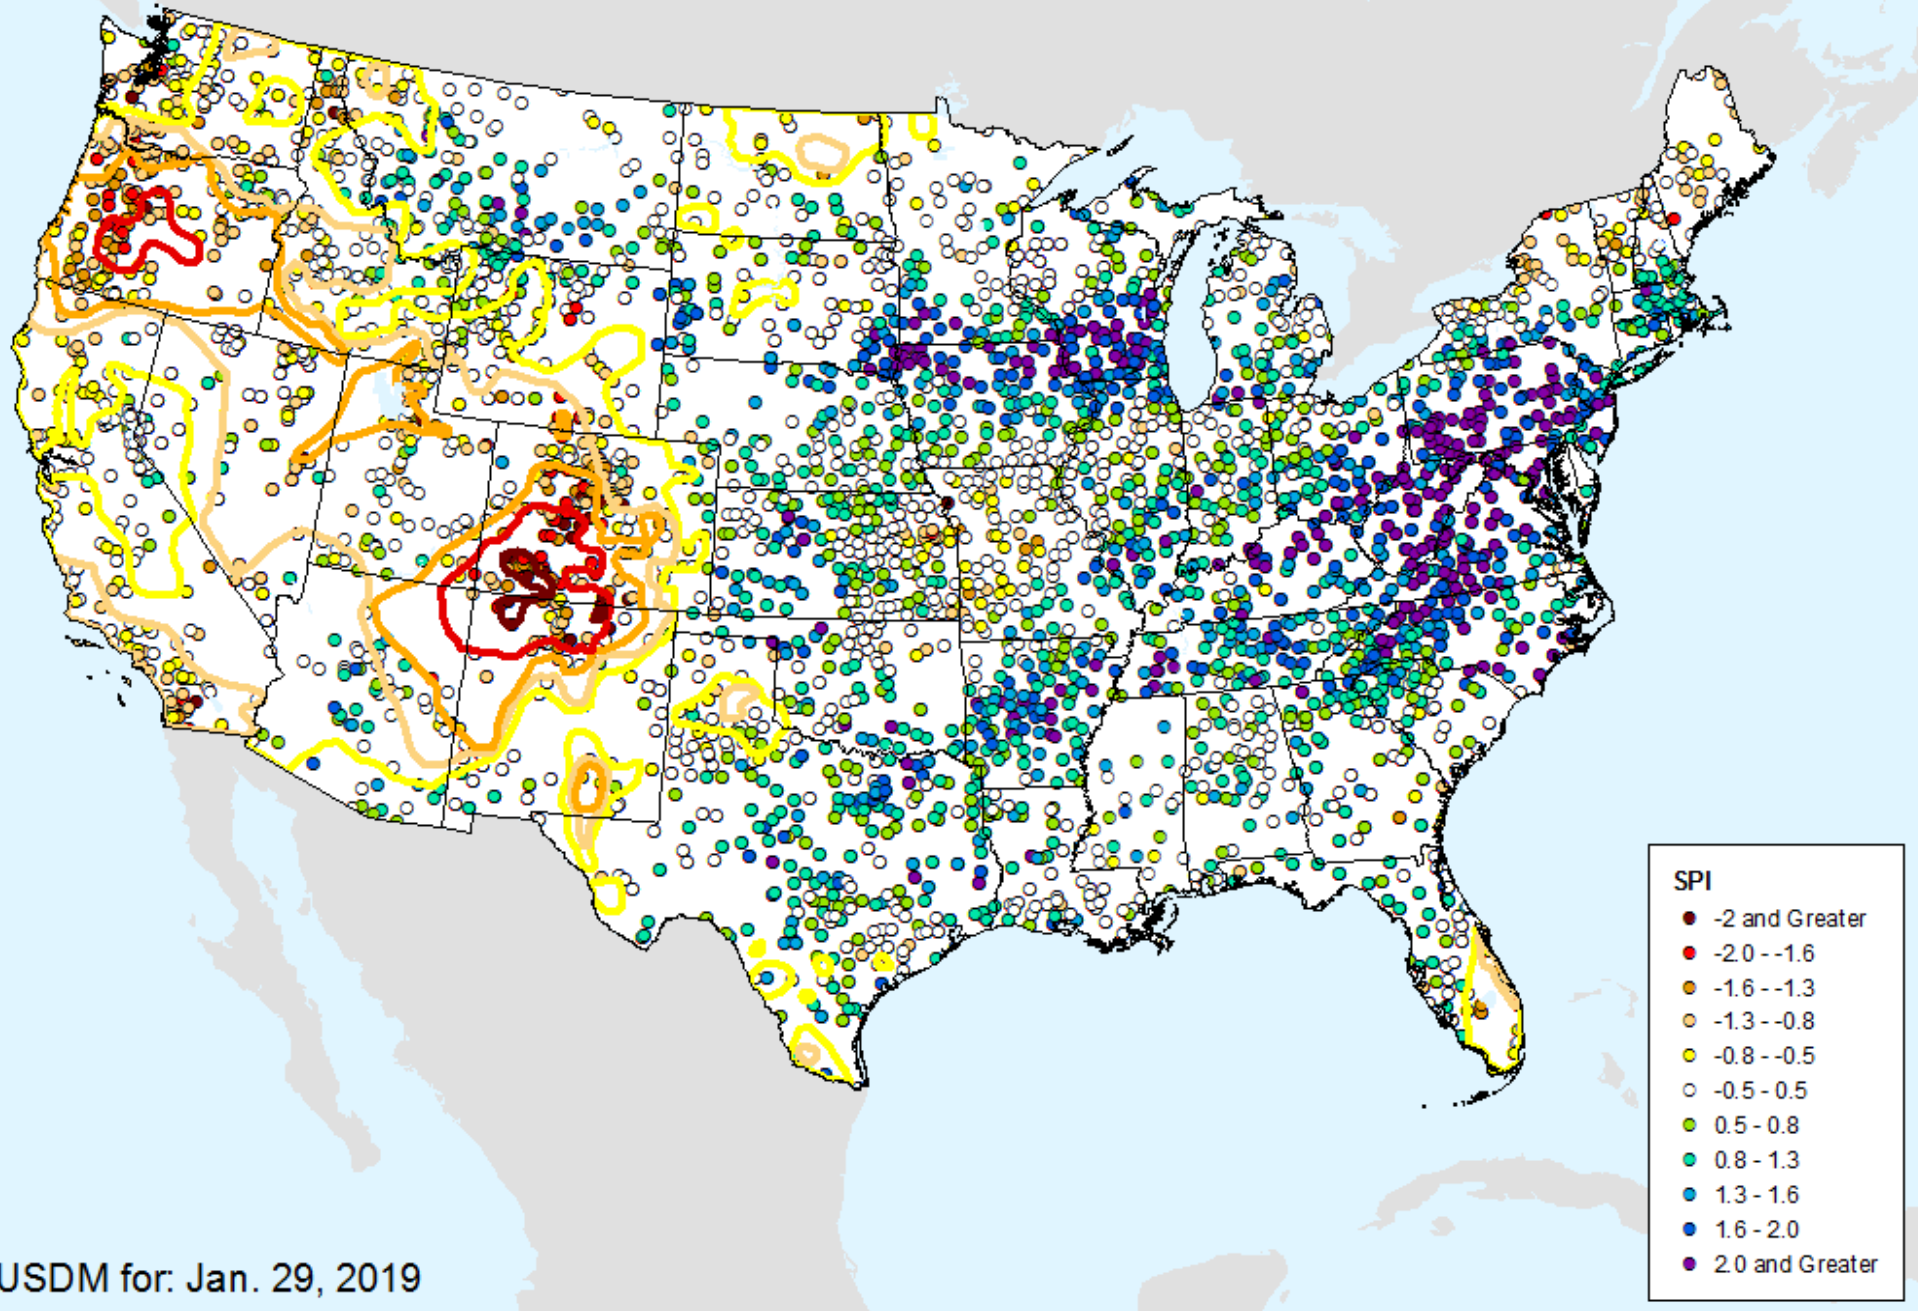 SPI
-2 and Greater
-2.0 - -1.6
-1.6 - -1.3
-1.3 - -0.8
-0.8 - -0.5
-0.5 - 0.5
0.5 - 0.8
0.8 - 1.3
1.3 - 1.6
1.6 - 2.0
2.0 and Greater
USDM for: Jan. 29, 2019